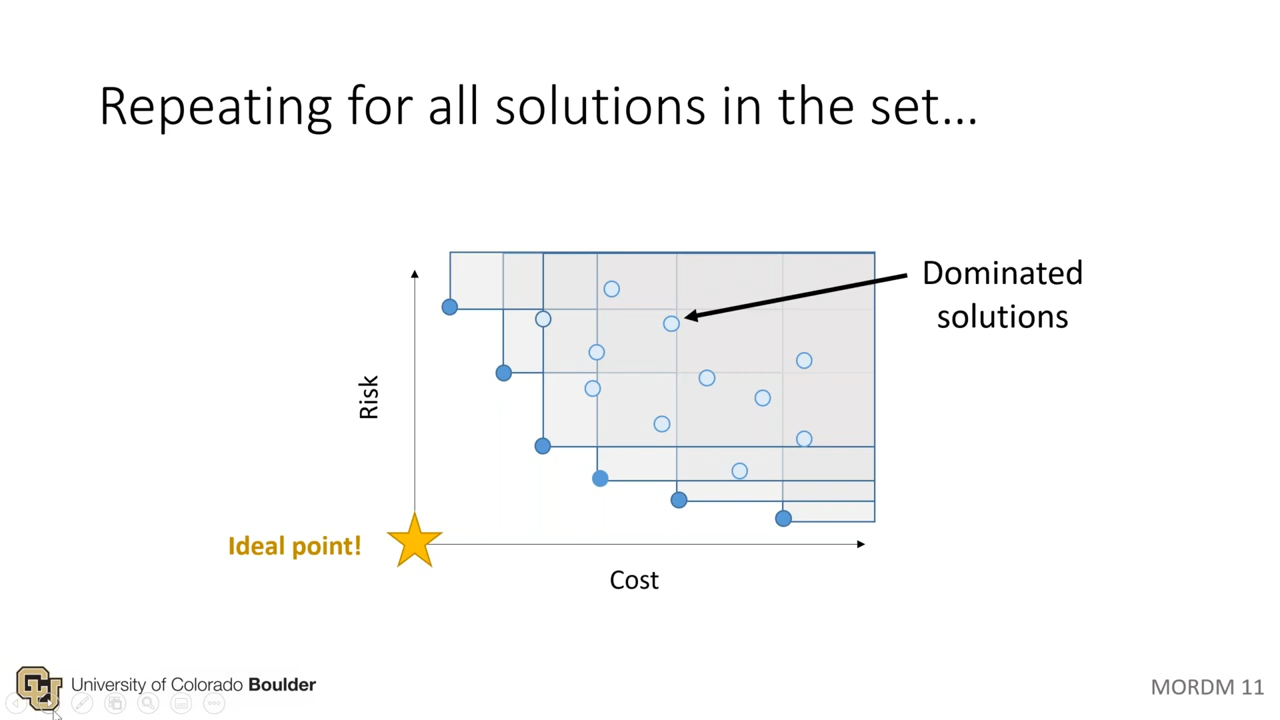 Repeating for all solutions in the set...
Dominated
solutions
Risk
Ideal point!
Cost
University of Colorado Boulder
MORDM 11